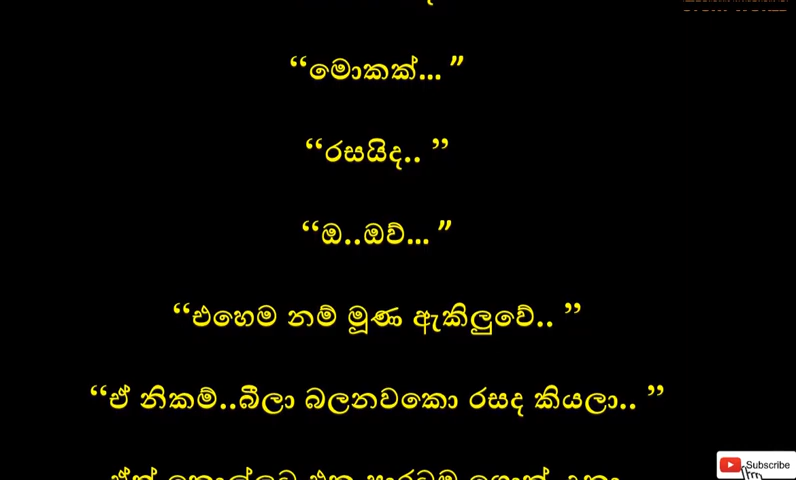 “මොකක්... ”
“රසයිද.. ”
“ඔ..ඔව්... ”
“එහෙම නම් මූණ ඇකිලුවේ.. ”
“ඒ නිකම්..බීලා බලනවකො රසද කියලා.. ”
Subscribe